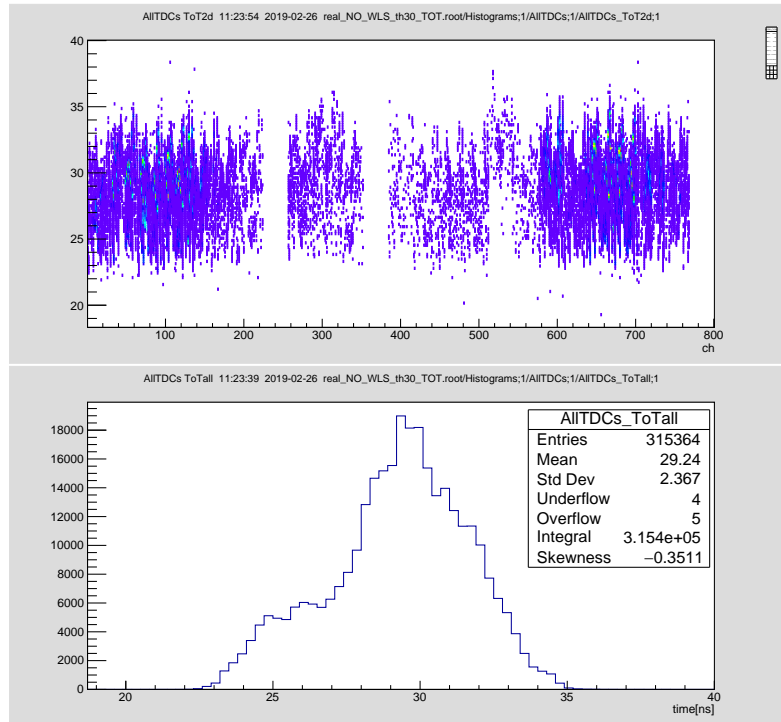 AllTDCs ToT2d 11:23:54 2019-02-26 real_NO_WLS_th30_TOT.root/Histograms;1/AllTDCs;1/AllTDCs_ToT2d;1
40
35
30
25
20
100 200 300 400 500 600 700 800
ch
AllTDCs ToTall 11:23:39 2019-02-26 real_NO_WLS_th30_TOT.root/Histograms;1/AllTDCs;1/AllTDCs_ToTall;1
AllTDCs_ToTall
Entries 315364
Mean 29.24
Std Dev 2.367
Underflow 4
Overflow 5
Integral 3.154e+05
Skewness −0.3511
18000
16000
14000
12000
10000
8000
6000
4000
2000
0
20 25 30 35 40
time[ns]